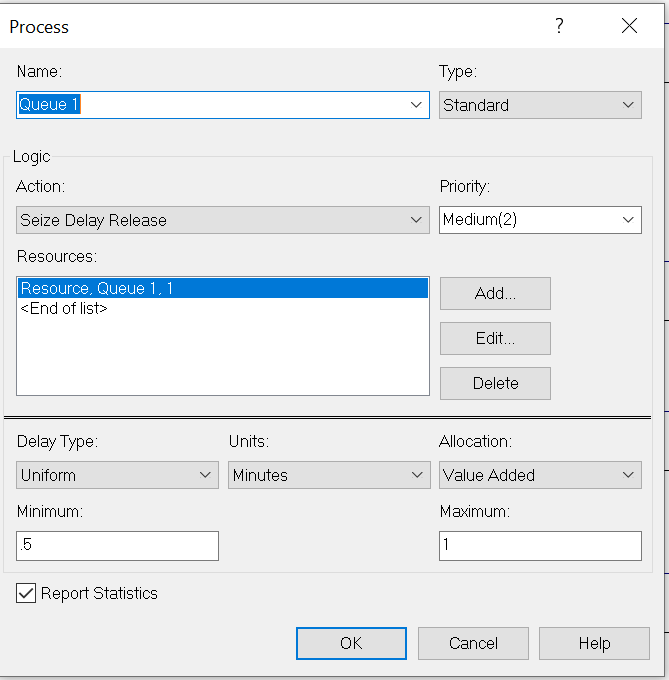 Process ?
Name: Type:
Queue 1 Standard
Logic
Action: Priority:
Seize Delay Release Medium(2)
Resources:
Resource, Queue 1, 1
<End of list>
Add...
Edit...
Delete
Delay Type: Units: Allocation:
Uniform Minutes Value Added
Minimum: Maximum:
.5 1
Report Statistics
OK Cancel Help